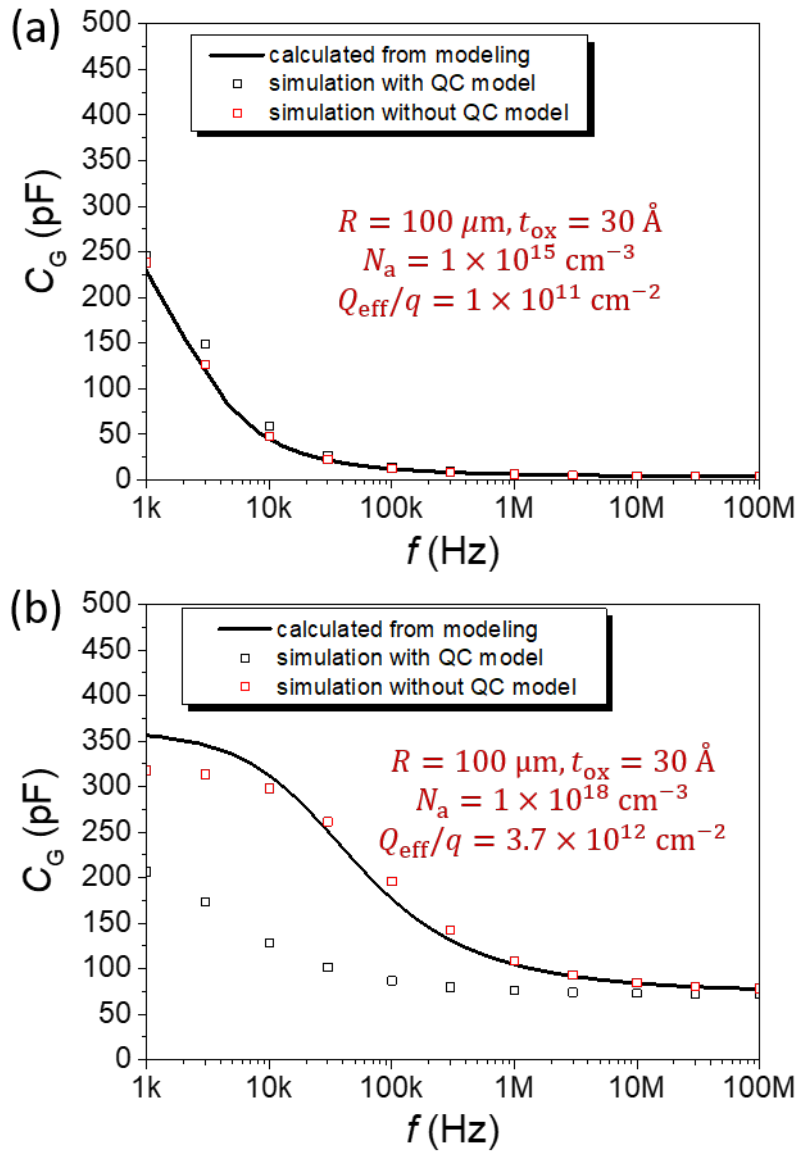 (a)
500
450
400
350
300
250
200
150
100
50
0
C_G (pF)
calculated from modeling
simulation with QC model
simulation without QC model
R = 100 μm, t_ox = 30 Å
N_a = 1 × 10^15 cm^−3
Q_eff/q = 1 × 10^11 cm^−2
1k 10k 100k 1M 10M 100M
f (Hz)
(b)
500
450
400
350
300
250
200
150
100
50
0
C_G (pF)
calculated from modeling
simulation with QC model
simulation without QC model
R = 100 μm, t_ox = 30 Å
N_a = 1 × 10^18 cm^−3
Q_eff/q = 3.7 × 10^12 cm^−2
1k 10k 100k 1M 10M 100M
f (Hz)